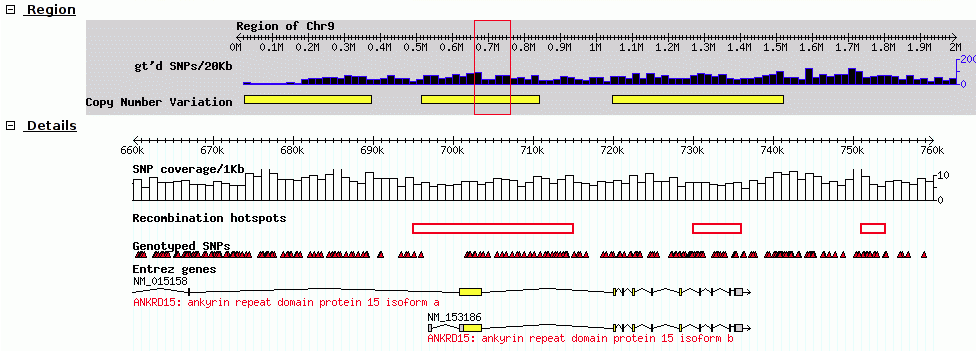 Region
Region of Chr9
0M 0.1M 0.2M 0.3M 0.4M 0.5M 0.6M 0.7M 0.8M 0.9M 1M 1.1M 1.2M 1.3M 1.4M 1.5M 1.6M 1.7M 1.8M 1.9M 2M
gt'd SNPs/20Kb
200
0
Copy Number Variation
Details
660k 670k 680k 690k 700k 710k 720k 730k 740k 750k 760k
SNP coverage/1Kb
10
0
Recombination hotspots
Genotyped SNPs
Entrez genes
NM_015158
ANKRD15: ankyrin repeat domain protein 15 isoform a
NM_153186
ANKRD15: ankyrin repeat domain protein 15 isoform b